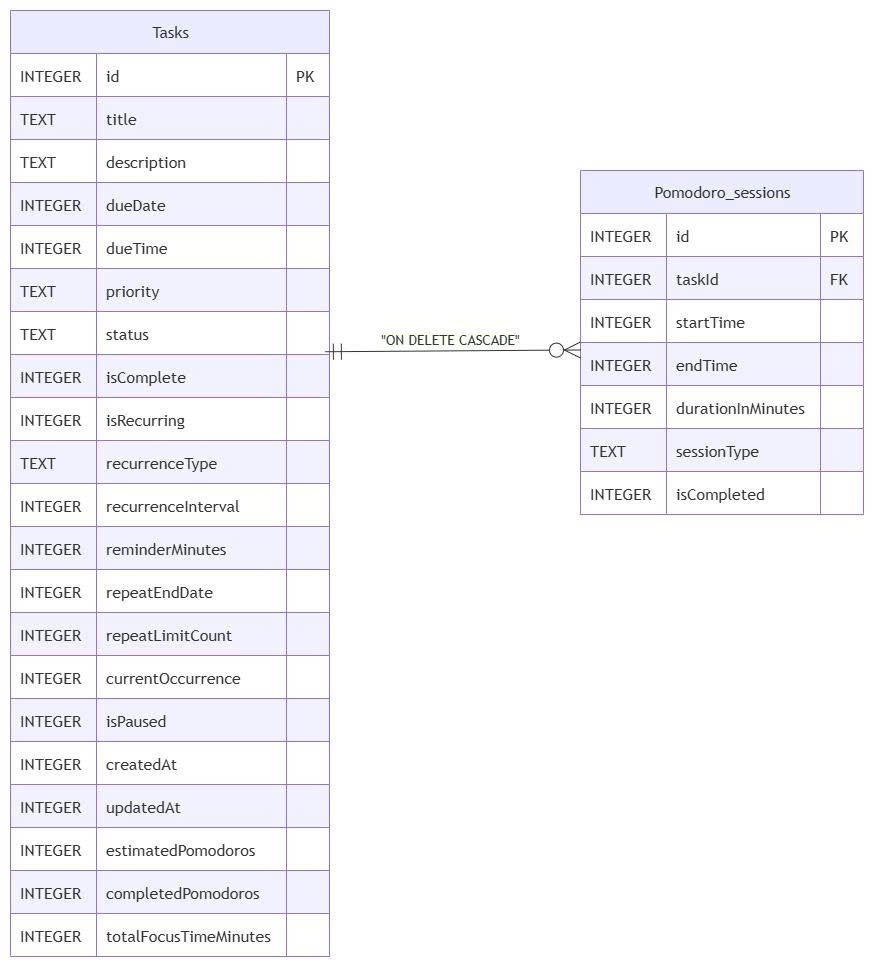 Tasks
INTEGER id PK
TEXT title
TEXT description
INTEGER dueDate
INTEGER dueTime
TEXT priority
TEXT status
INTEGER isComplete
INTEGER isRecurring
TEXT recurrenceType
INTEGER recurrenceInterval
INTEGER reminderMinutes
INTEGER repeatEndDate
INTEGER repeatLimitCount
INTEGER currentOccurrence
INTEGER isPaused
INTEGER createdAt
INTEGER updatedAt
INTEGER estimatedPomodoros
INTEGER completedPomodoros
INTEGER totalFocusTimeMinutes
"ON DELETE CASCADE"
Pomodoro_sessions
INTEGER id PK
INTEGER taskId FK
INTEGER startTime
INTEGER endTime
INTEGER durationInMinutes
TEXT sessionType
INTEGER isCompleted